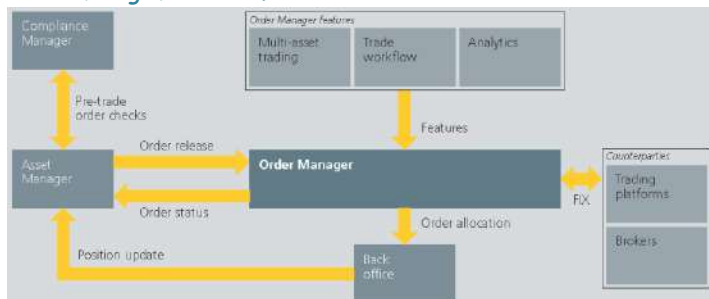 Compliance
Manager
Order Manager features
Multi-asset
trading
Trade
workflow
Analytics
Pre-trade
order checks
Features
Order release
Asset
Manager
Order Manager
Order status
FIX
Counterparties
Trading
platforms
Brokers
Order allocation
Position update
Back
office